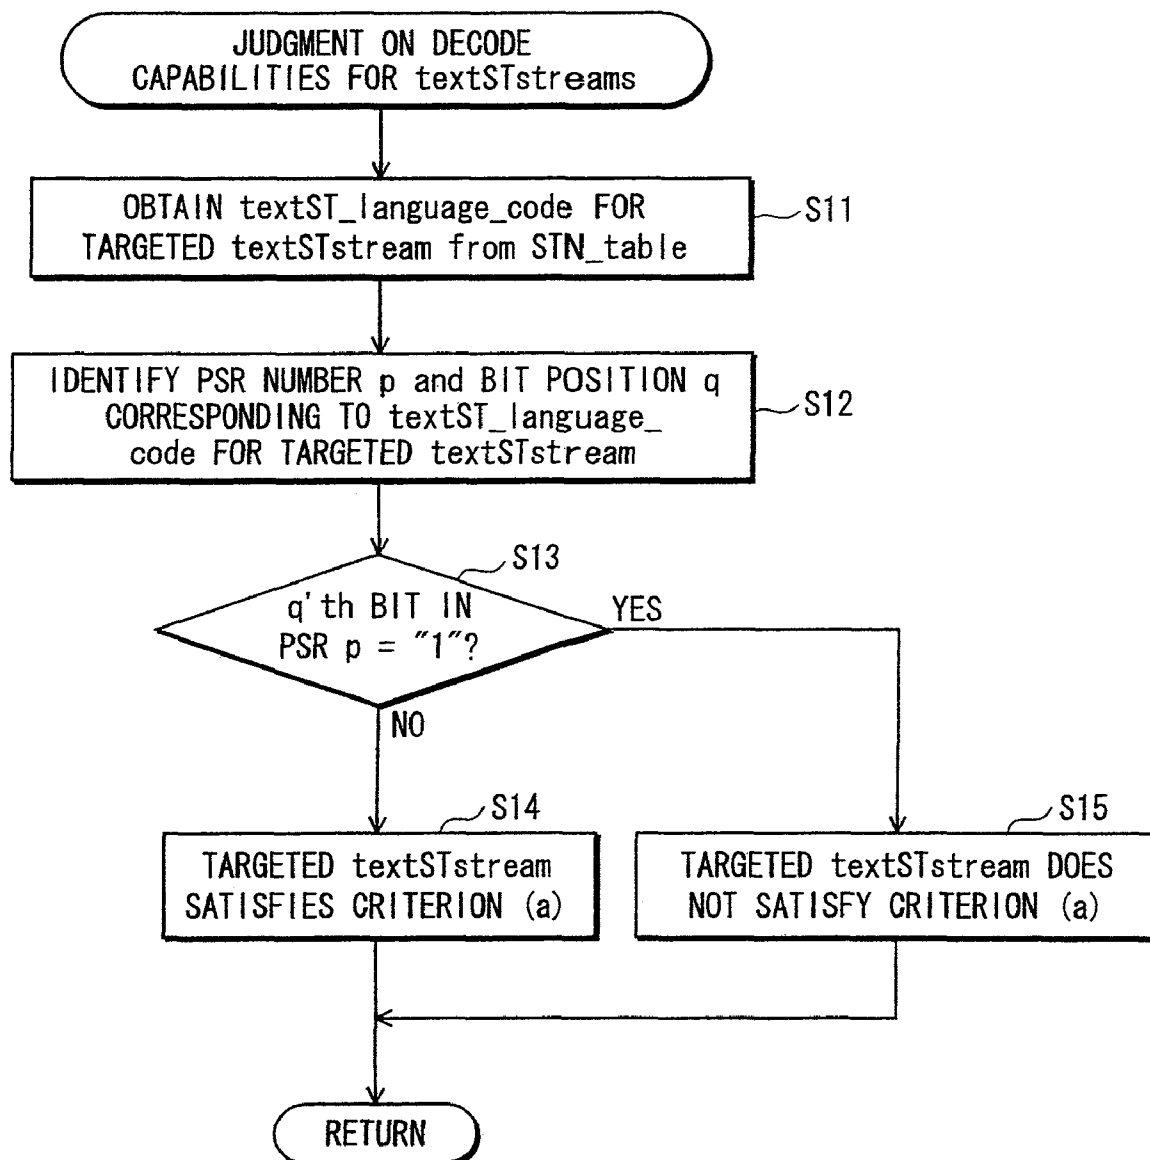 JUDGMENT ON DECODE
CAPABILITIES FOR textSTstreams
OBTAIN textST_language_code FOR
TARGETED textSTstream from STN_table
S11
IDENTIFY PSR NUMBER p and BIT POSITION q
CORRESPONDING TO textST_language_
code FOR TARGETED textSTstream
S12
S13
q'th BIT IN
PSR p = "1"?
YES
NO
S14
TARGETED textSTstream
SATISFIES CRITERION (a)
S15
TARGETED textSTstream DOES
NOT SATISFY CRITERION (a)
RETURN